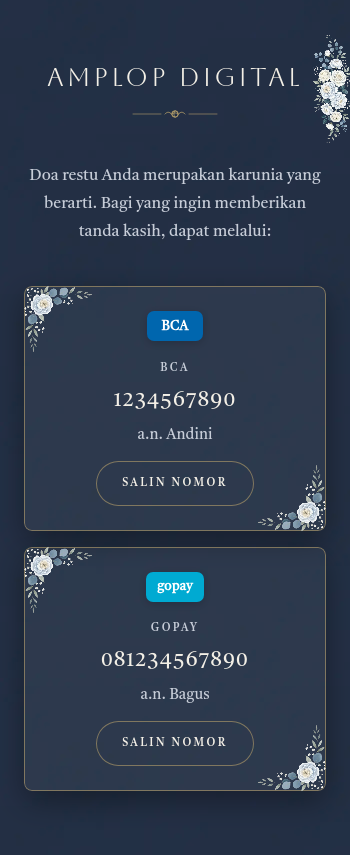 AMPLOP DIGITAL
Doa restu Anda merupakan karunia yang
berarti. Bagi yang ingin memberikan
tanda kasih, dapat melalui:
BCA
BCA
1234567890
a.n. Andini
SALIN NOMOR
gopay
GOPAY
081234567890
a.n. Bagus
SALIN NOMOR